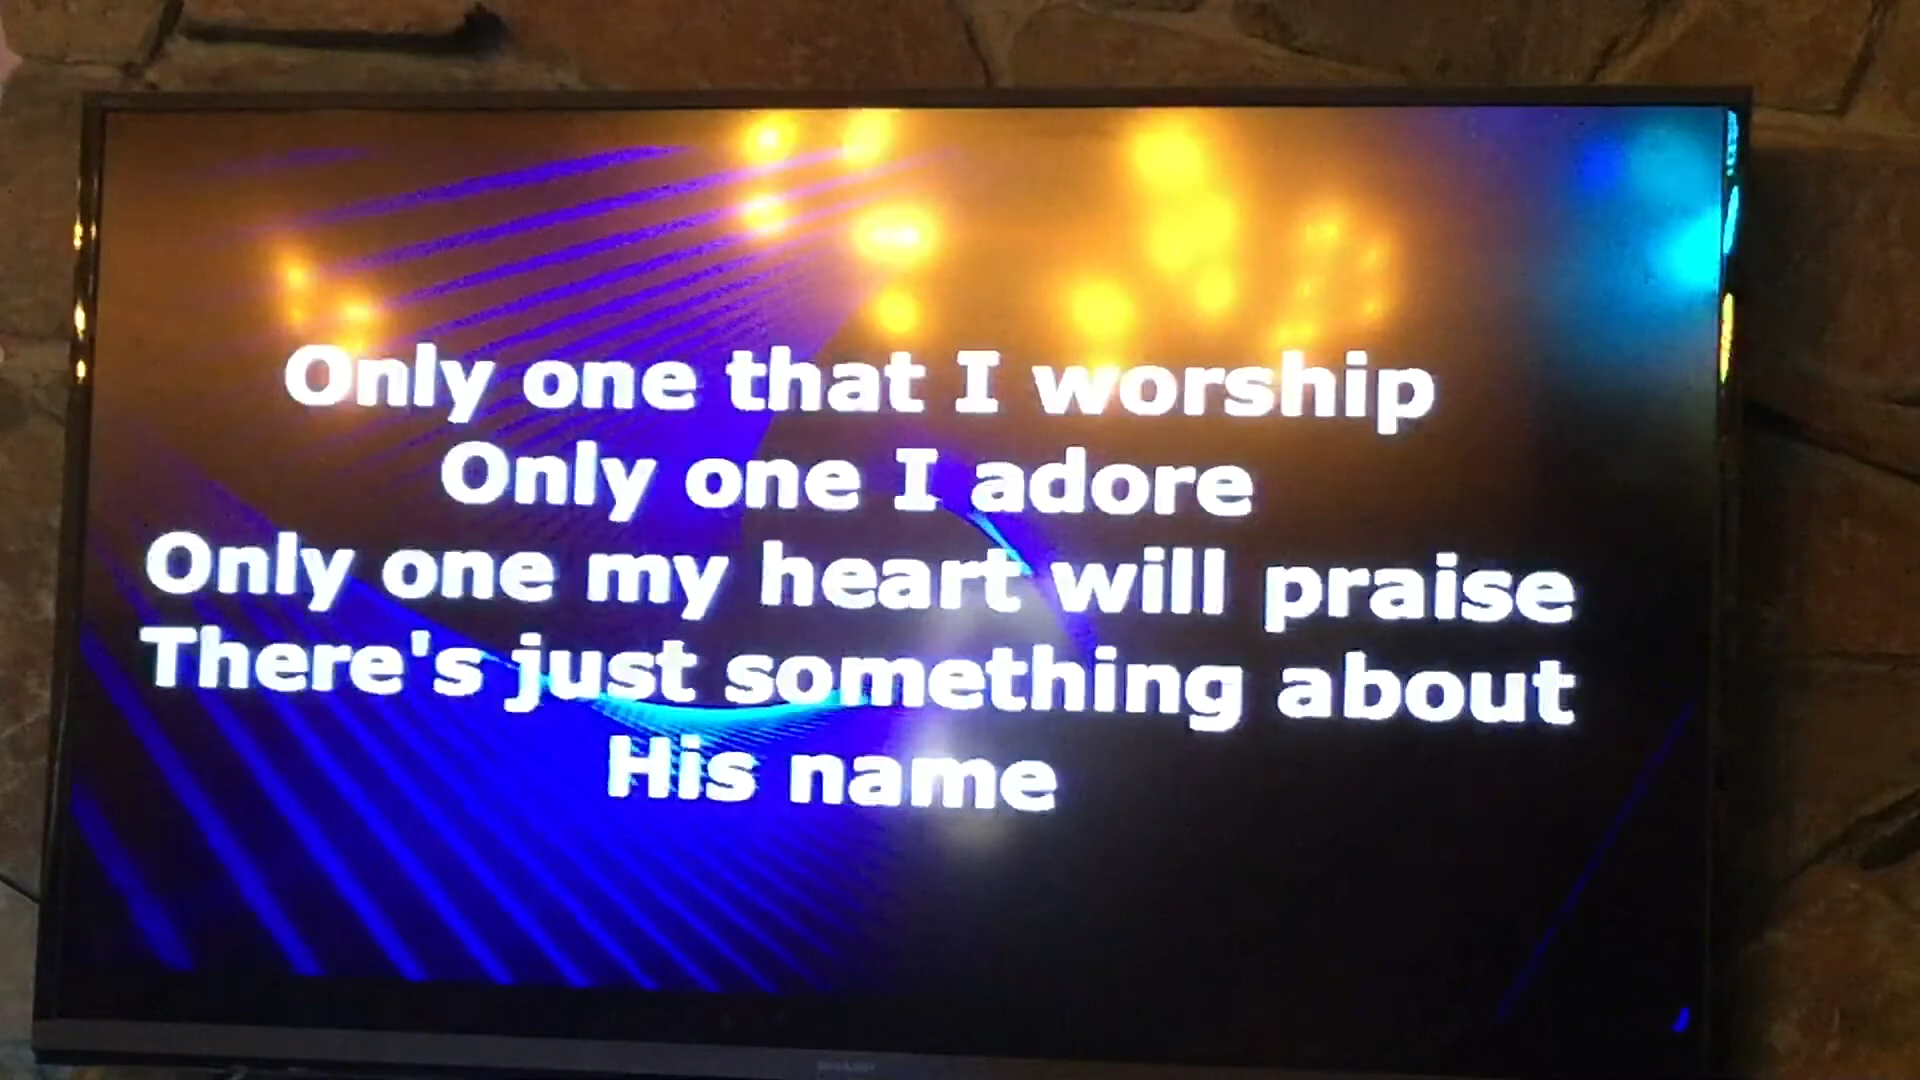 Only one that I worship
Only one I adore
Only one my heart will praise
There's just something about
His name